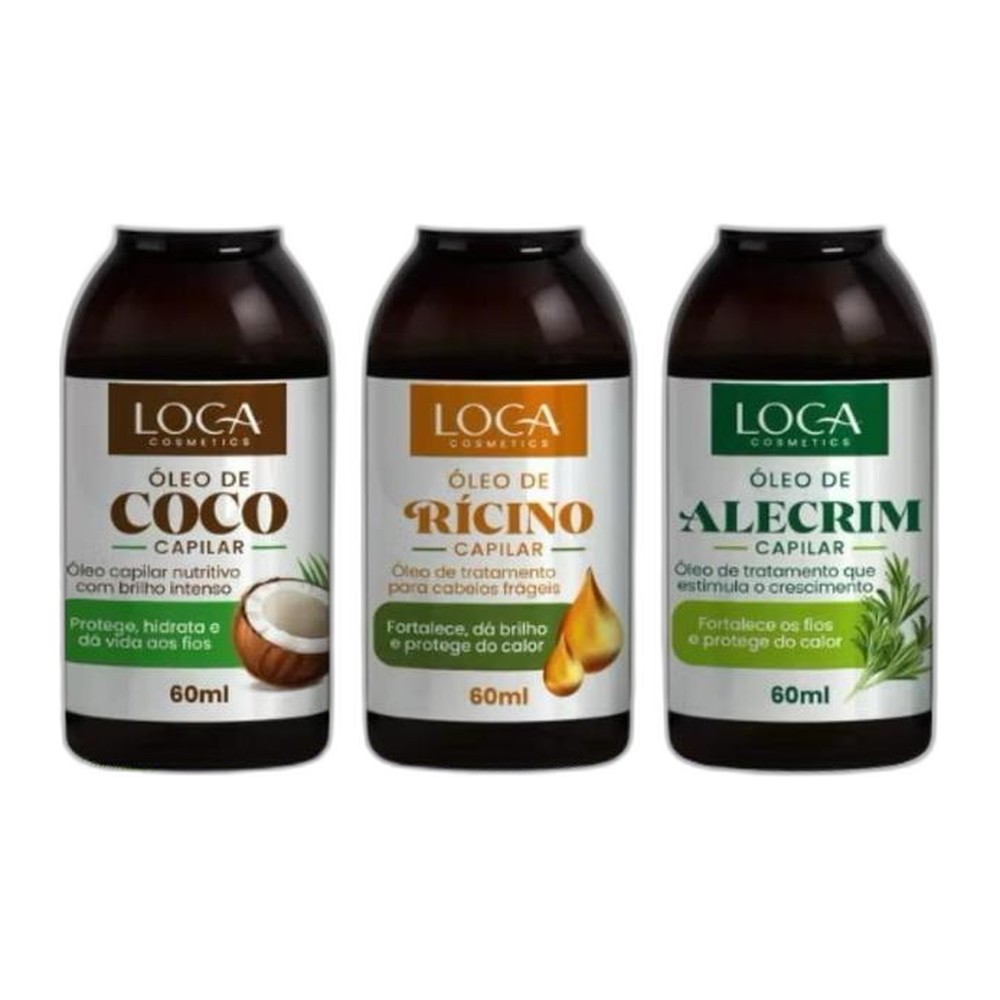 LOCA
COSMETICS
ÓLEO DE
COCO
CAPILAR
Óleo capilar nutritivo
com brilho intenso
Protege, hidrata e
dá vida aos fios
60ml
LOCA
COSMETICS
ÓLEO DE
RÍCINO
CAPILAR
Óleo de tratamento
para cabelos frágeis
Fortalece, dá brilho
e protege do calor
60ml
LOCA
COSMETICS
ÓLEO DE
ALECRIM
CAPILAR
Óleo de tratamento que
estimula o crescimento
Fortalece os fios
e protege do calor
60ml